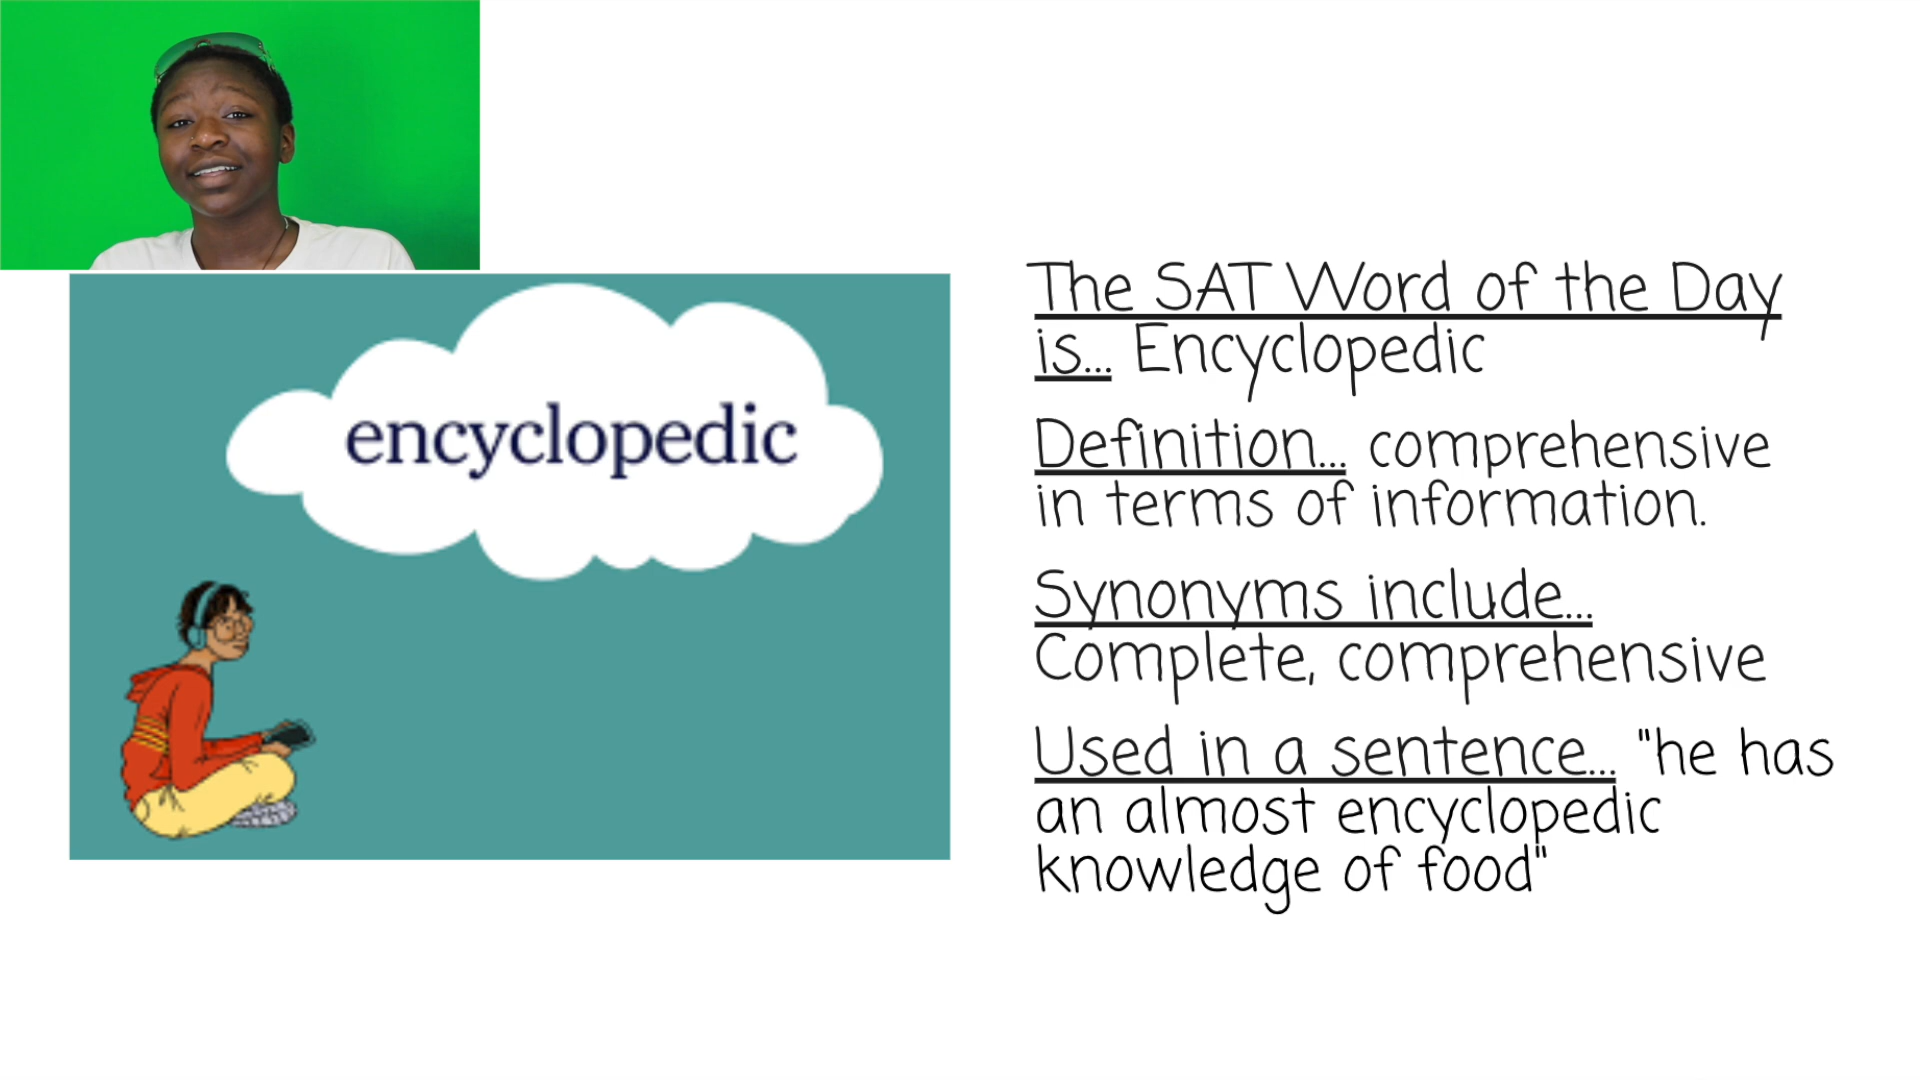 encyclopedic
The SAT Word of the Day
is... Encyclopedic
Definition... comprehensive
in terms of information.
Synonyms include...
Complete, comprehensive
Used in a sentence... "he has
an almost encyclopedic
knowledge of food"